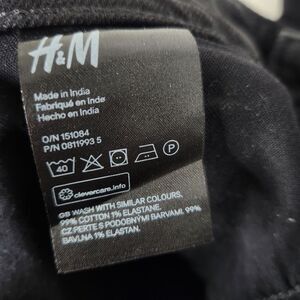 H&M
Made in India
Fabriqué en Inde
Hecho en India
O/N 151084
P/N 0811993 5
40 P
clevercare.info
GB WASH WITH SIMILAR COLOURS.
99% COTTON 1% ELASTANE.
CZ PERTE S PODOBNÝMI BARVAMI. 99%
BAVLNA 1% ELASTAN.